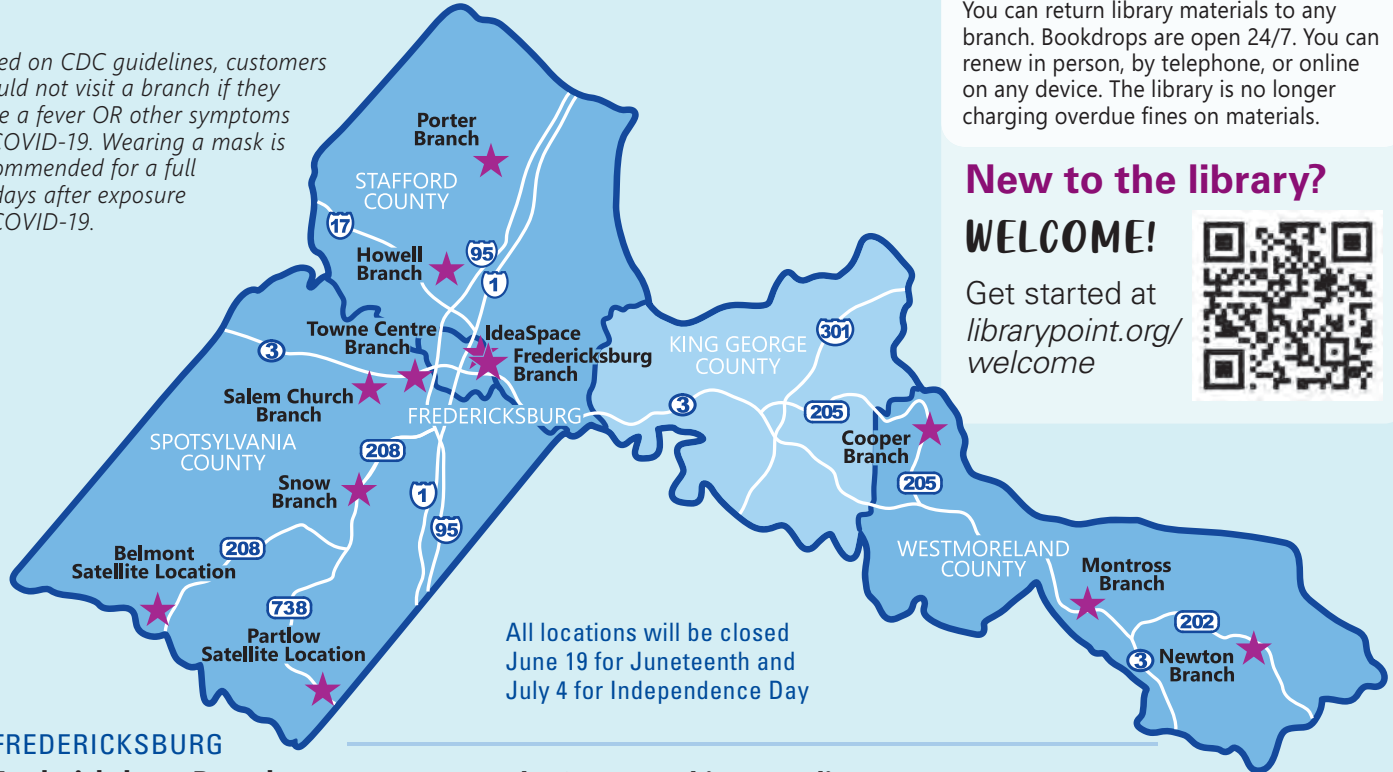 ed on CDC guidelines, customers
uld not visit a branch if they
e a fever OR other symptoms
COVID-19. Wearing a mask is
ommended for a full
days after exposure
COVID-19.
You can return library materials to any
branch. Bookdrops are open 24/7. You can
renew in person, by telephone, or online
on any device. The library is no longer
charging overdue fines on materials.
New to the library?
WELCOME!
Get started at
librarypoint.org/
welcome
Porter
Branch
STAFFORD
COUNTY
17
Howell
Branch
95
1
Towne Centre
Branch
IdeaSpace
Fredericksburg
Branch
3
Salem Church
Branch
FREDERICKSBURG
SPOTSYLVANIA
COUNTY
208
Snow
Branch
1
95
208
Belmont
Satellite Location
738
Partlow
Satellite Location
KING GEORGE
COUNTY
301
3
205
Cooper
Branch
205
WESTMORELAND
COUNTY
Montross
Branch
202
3
Newton
Branch
All locations will be closed
June 19 for Juneteenth and
July 4 for Independence Day
FREDERICKSBURG